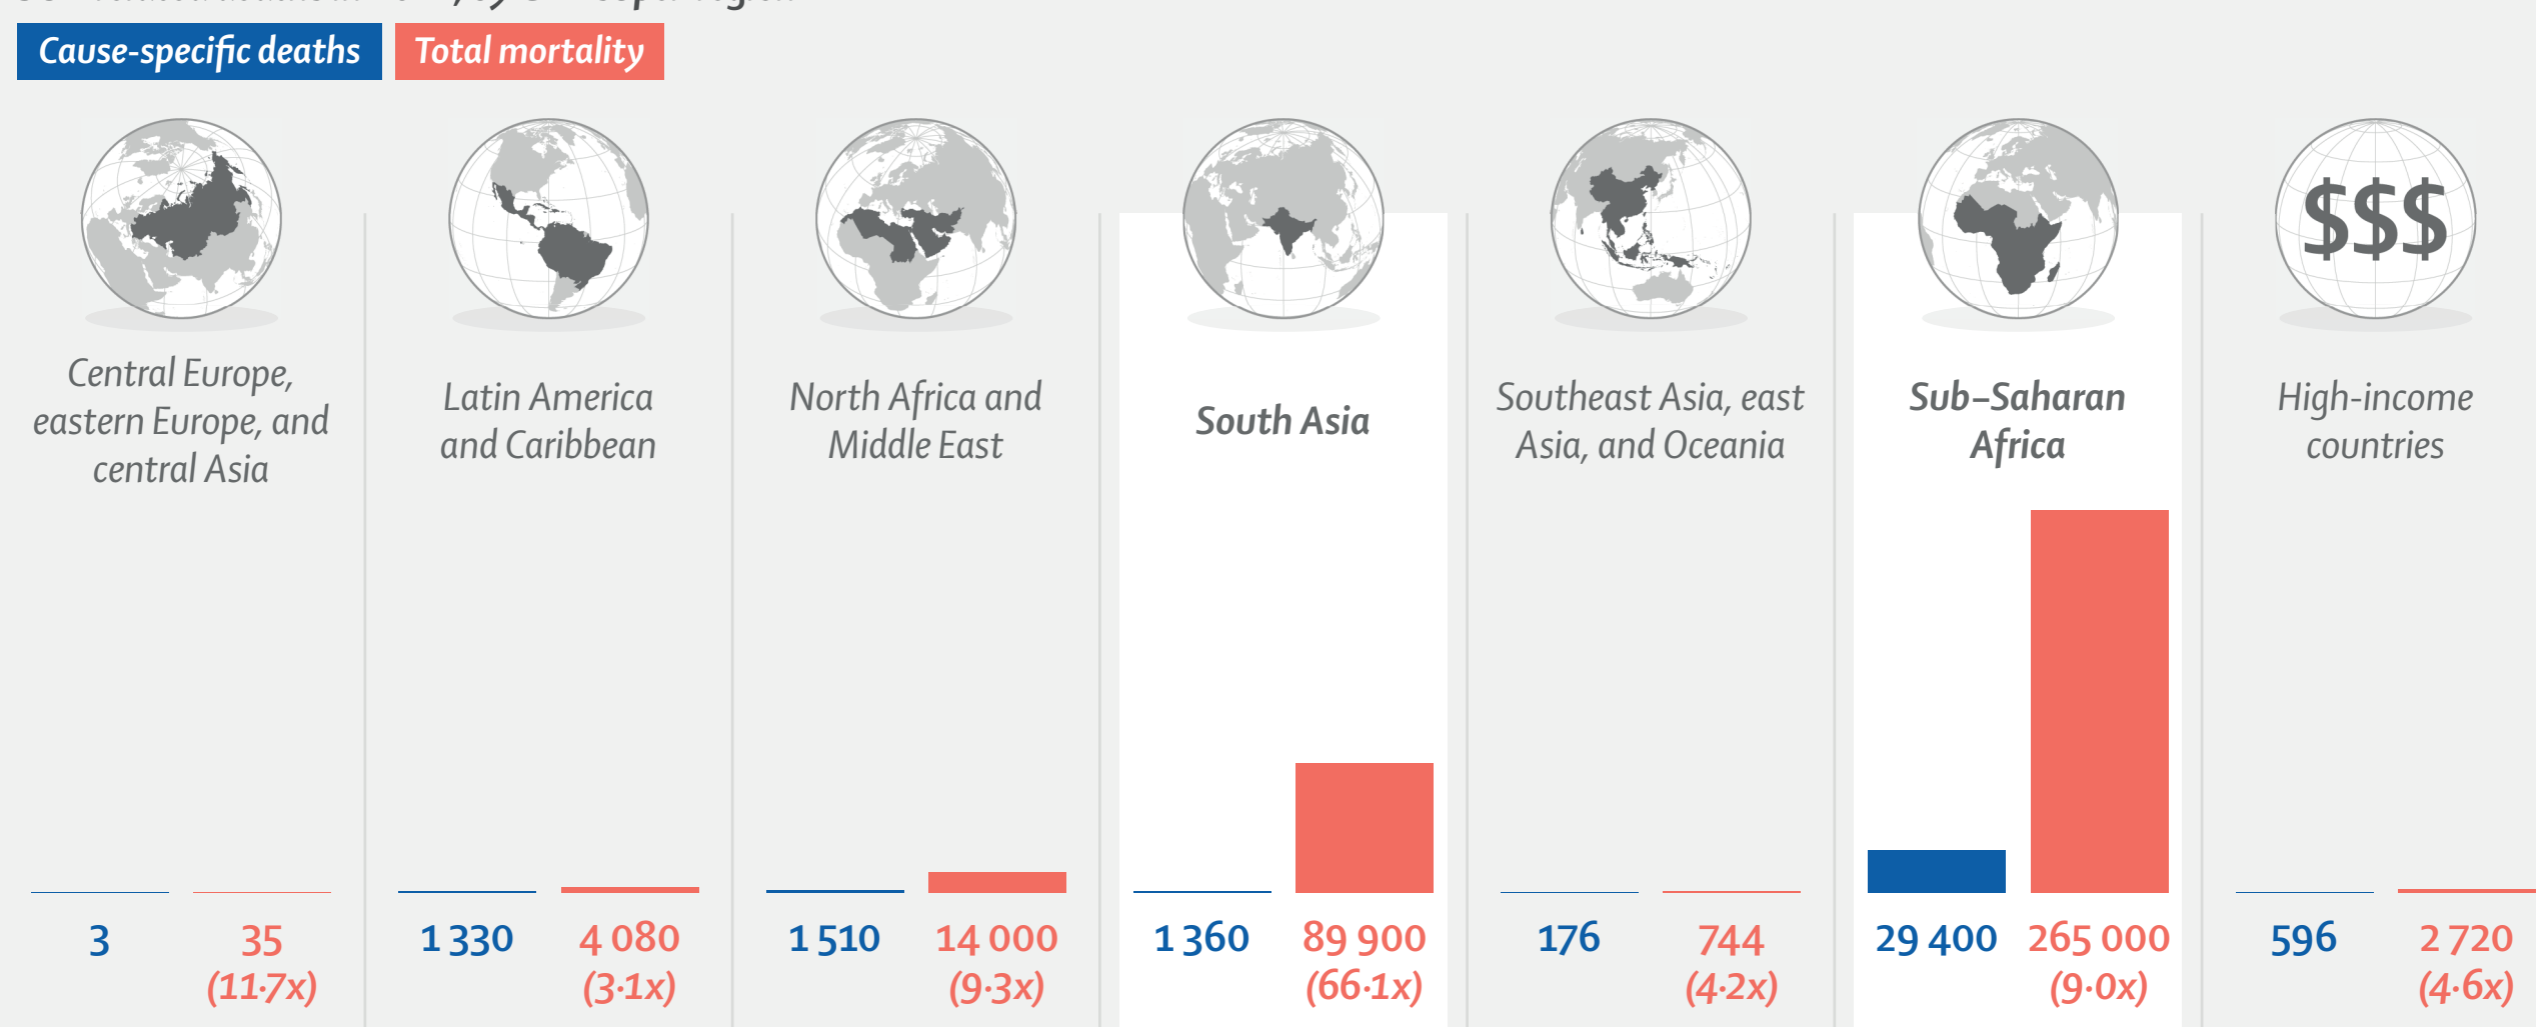 Cause-specific deaths
Total mortality
$$$
Central Europe,
eastern Europe, and
central Asia
Latin America
and Caribbean
North Africa and
Middle East
South Asia
Southeast Asia, east
Asia, and Oceania
Sub–Saharan
Africa
High-income
countries
3
35
(11·7x)
1 330
4 080
(3·1x)
1 510
14 000
(9·3x)
1 360
89 900
(66·1x)
176
744
(4·2x)
29 400
265 000
(9·0x)
596
2 720
(4·6x)